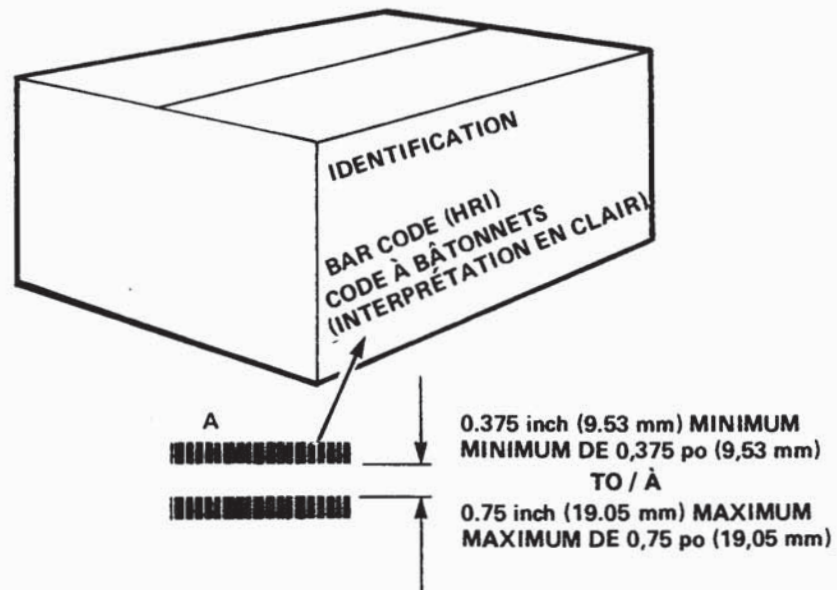 IDENTIFICATION
BAR CODE (HRI)
CODE À BÂTONNETS
(INTERPRÉTATION EN CLAIR)
A
0.375 inch (9.53 mm) MINIMUM
MINIMUM DE 0,375 po (9,53 mm)
TO / À
0.75 inch (19.05 mm) MAXIMUM
MAXIMUM DE 0,75 po (19,05 mm)